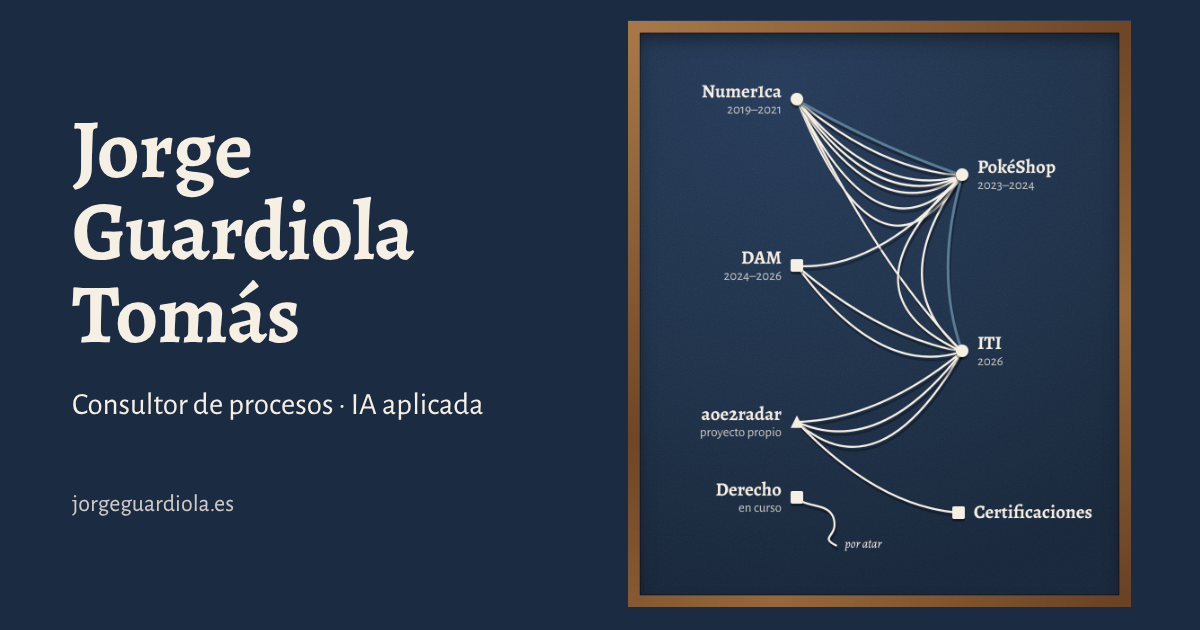 Jorge
Guardiola
Tomás
Consultor de procesos · IA aplicada
jorgeguardiola.es
Numer1ca
2019–2021
PokéShop
2023–2024
DAM
2024–2026
ITI
2026
aoe2radar
proyecto propio
Derecho
en curso
Certificaciones
por atar